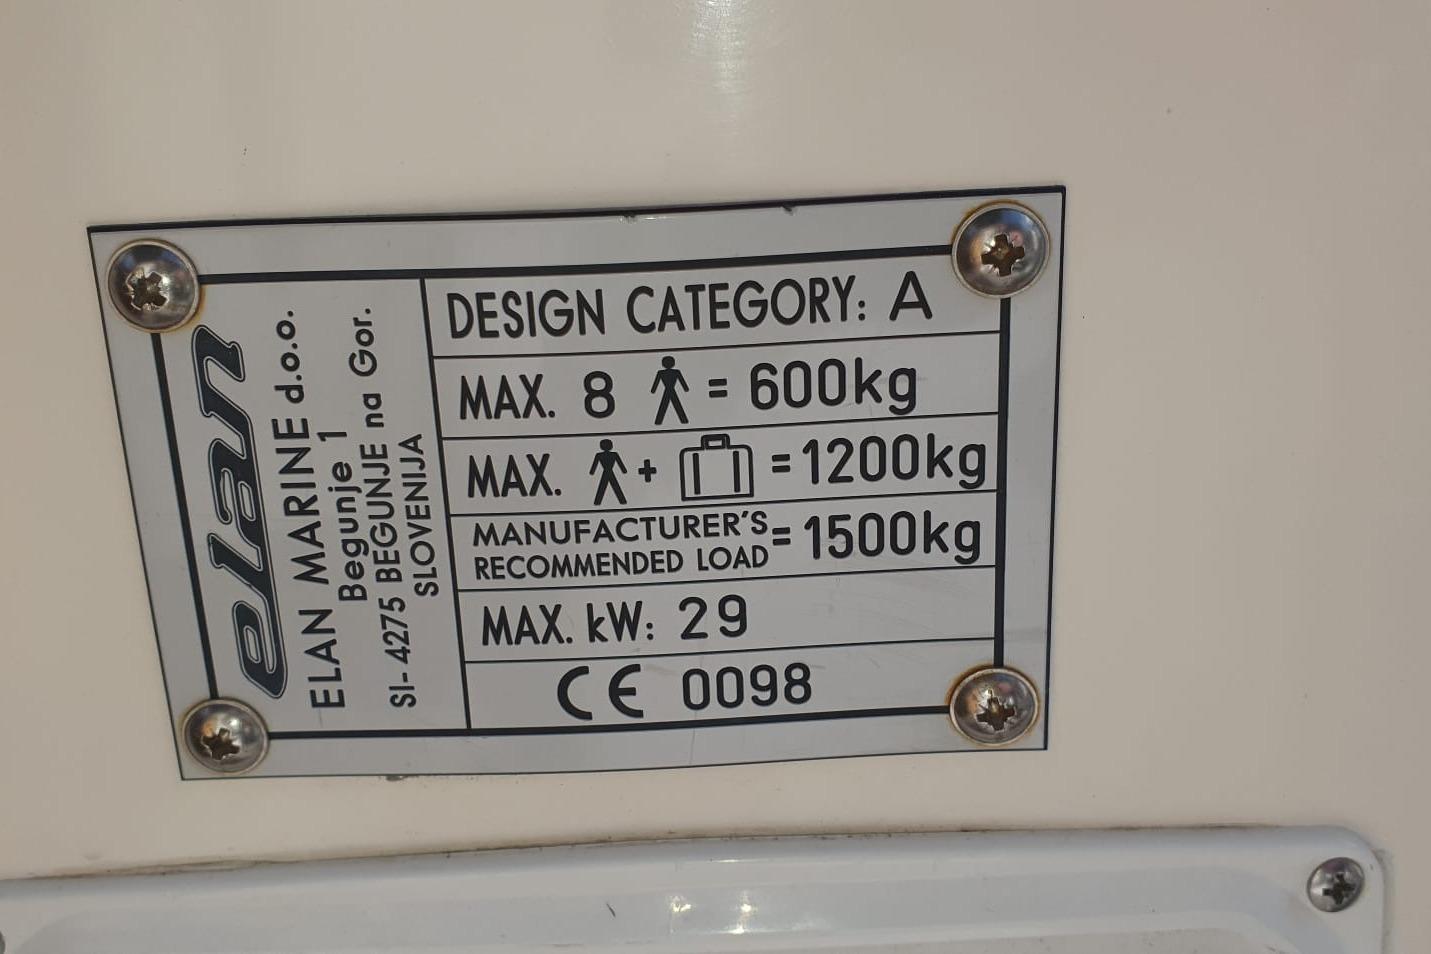 elan
ELAN MARINE d.o.o.
Begunje 1
SI-4275 BEGUNJE na Gor.
SLOVENIJA
DESIGN CATEGORY: A
MAX. 8 = 600kg
MAX. + = 1200kg
MANUFACTURER'S
RECOMMENDED LOAD = 1500kg
MAX. kW: 29
CE 0098